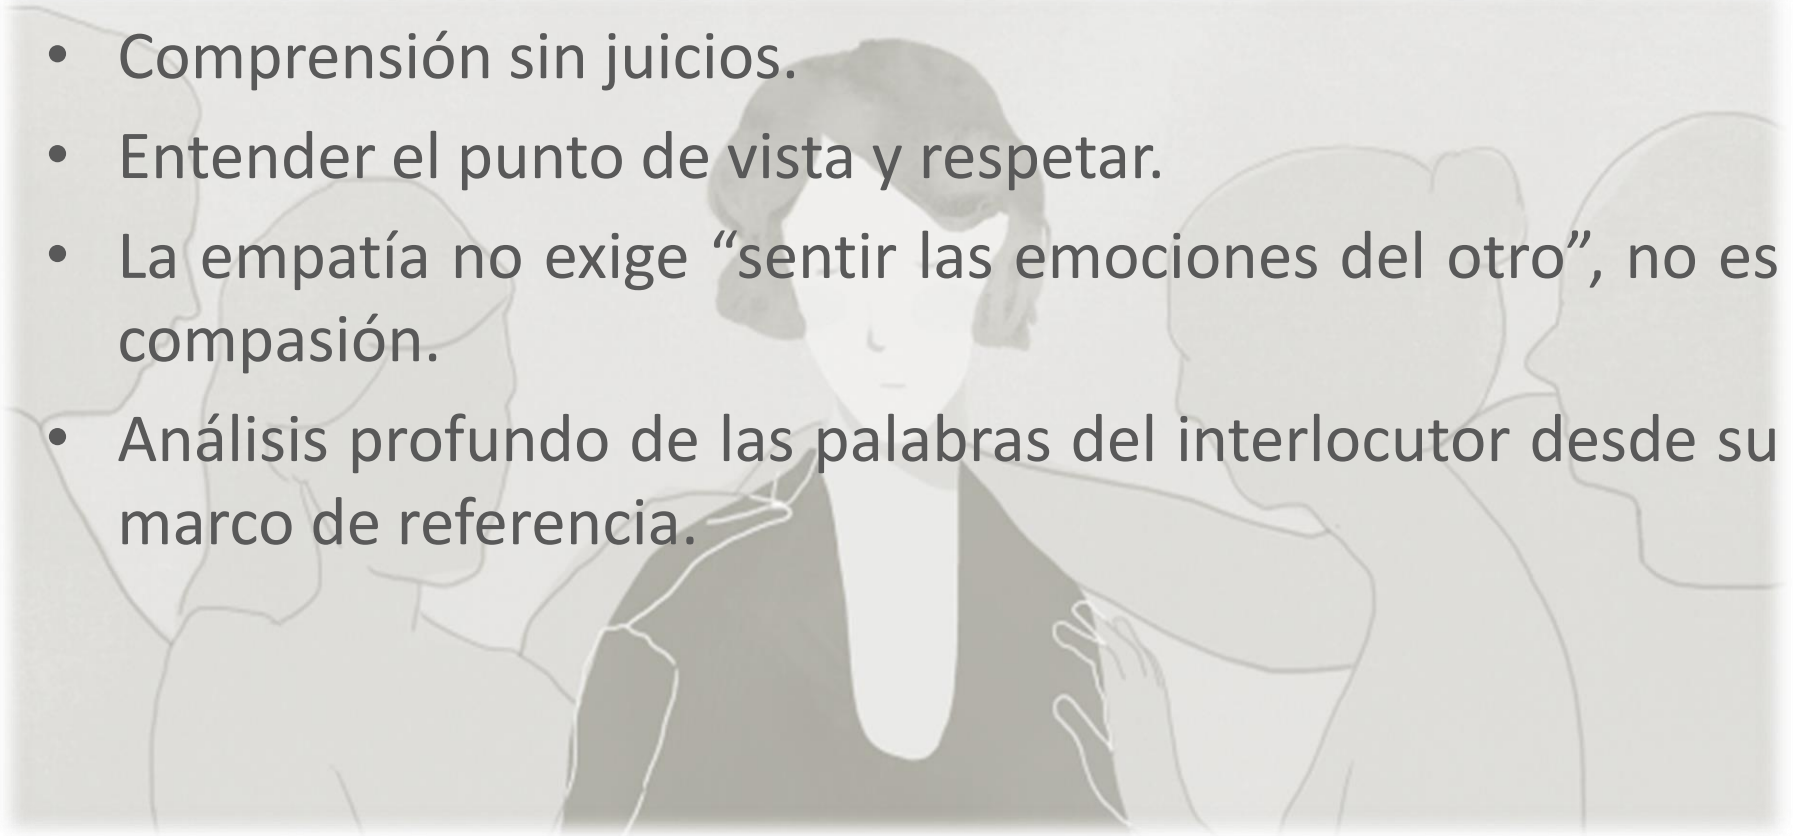 • Comprensión sin juicios.
• Entender el punto de vista y respetar.
• La empatía no exige “sentir las emociones del otro”, no es
compasión.
• Análisis profundo de las palabras del interlocutor desde su
marco de referencia.